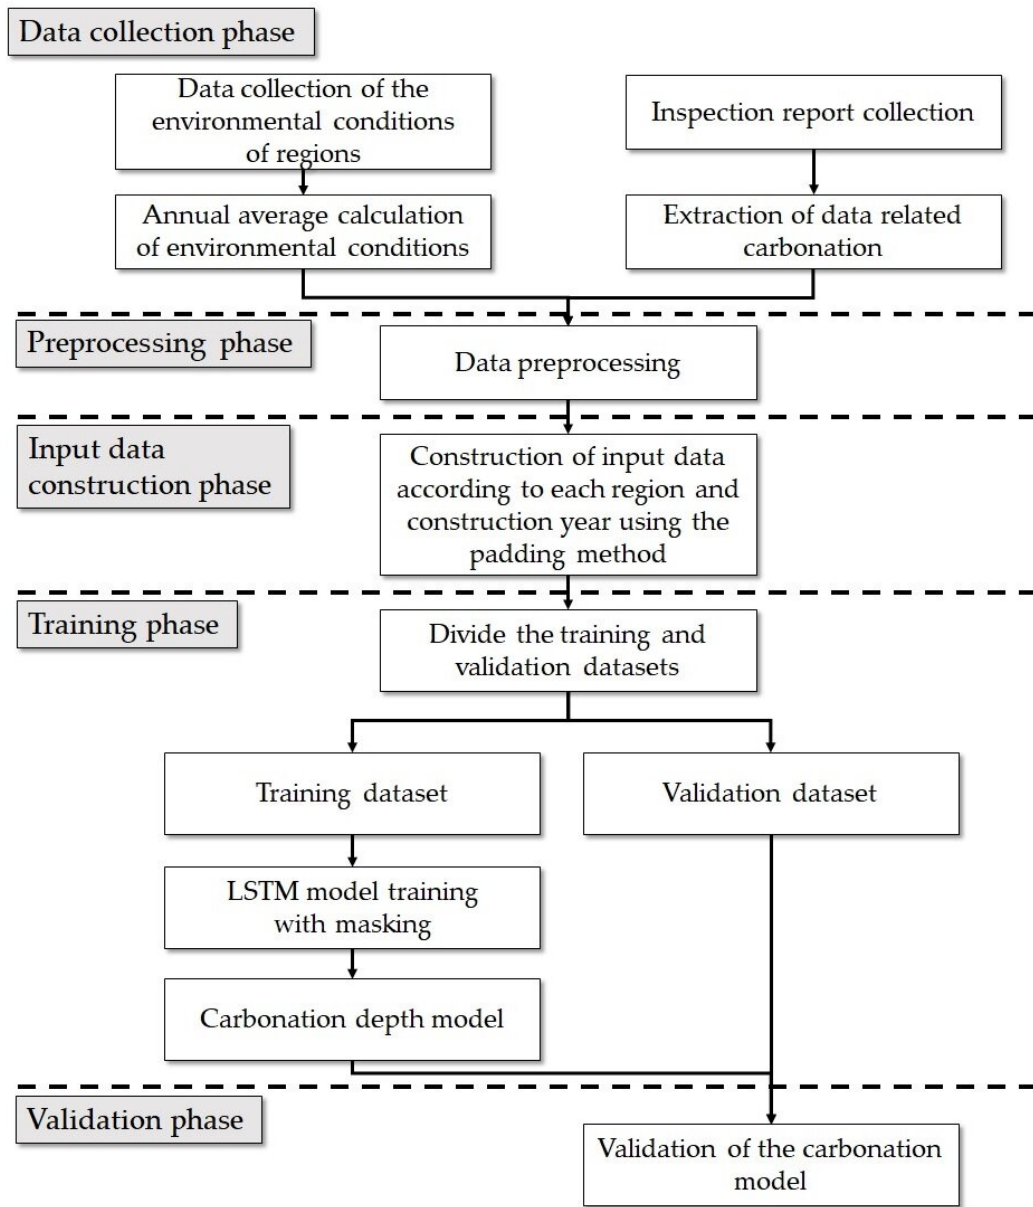 Data collection phase
Data collection of the
environmental conditions
of regions
Inspection report collection
Annual average calculation
of environmental conditions
Extraction of data related
carbonation
Preprocessing phase
Data preprocessing
Input data
construction phase
Construction of input data
according to each region and
construction year using the
padding method
Training phase
Divide the training and
validation datasets
Training dataset
Validation dataset
LSTM model training
with masking
Carbonation depth model
Validation phase
Validation of the carbonation
model